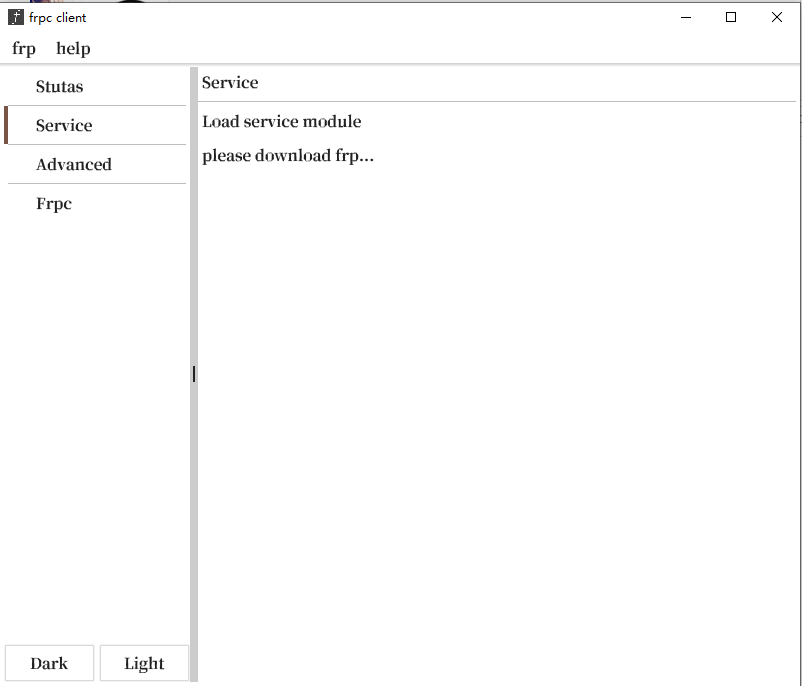 frpc client
frp help
Stutas
Service
Advanced
Frpc
Service
Load service module
please download frp...
Dark Light